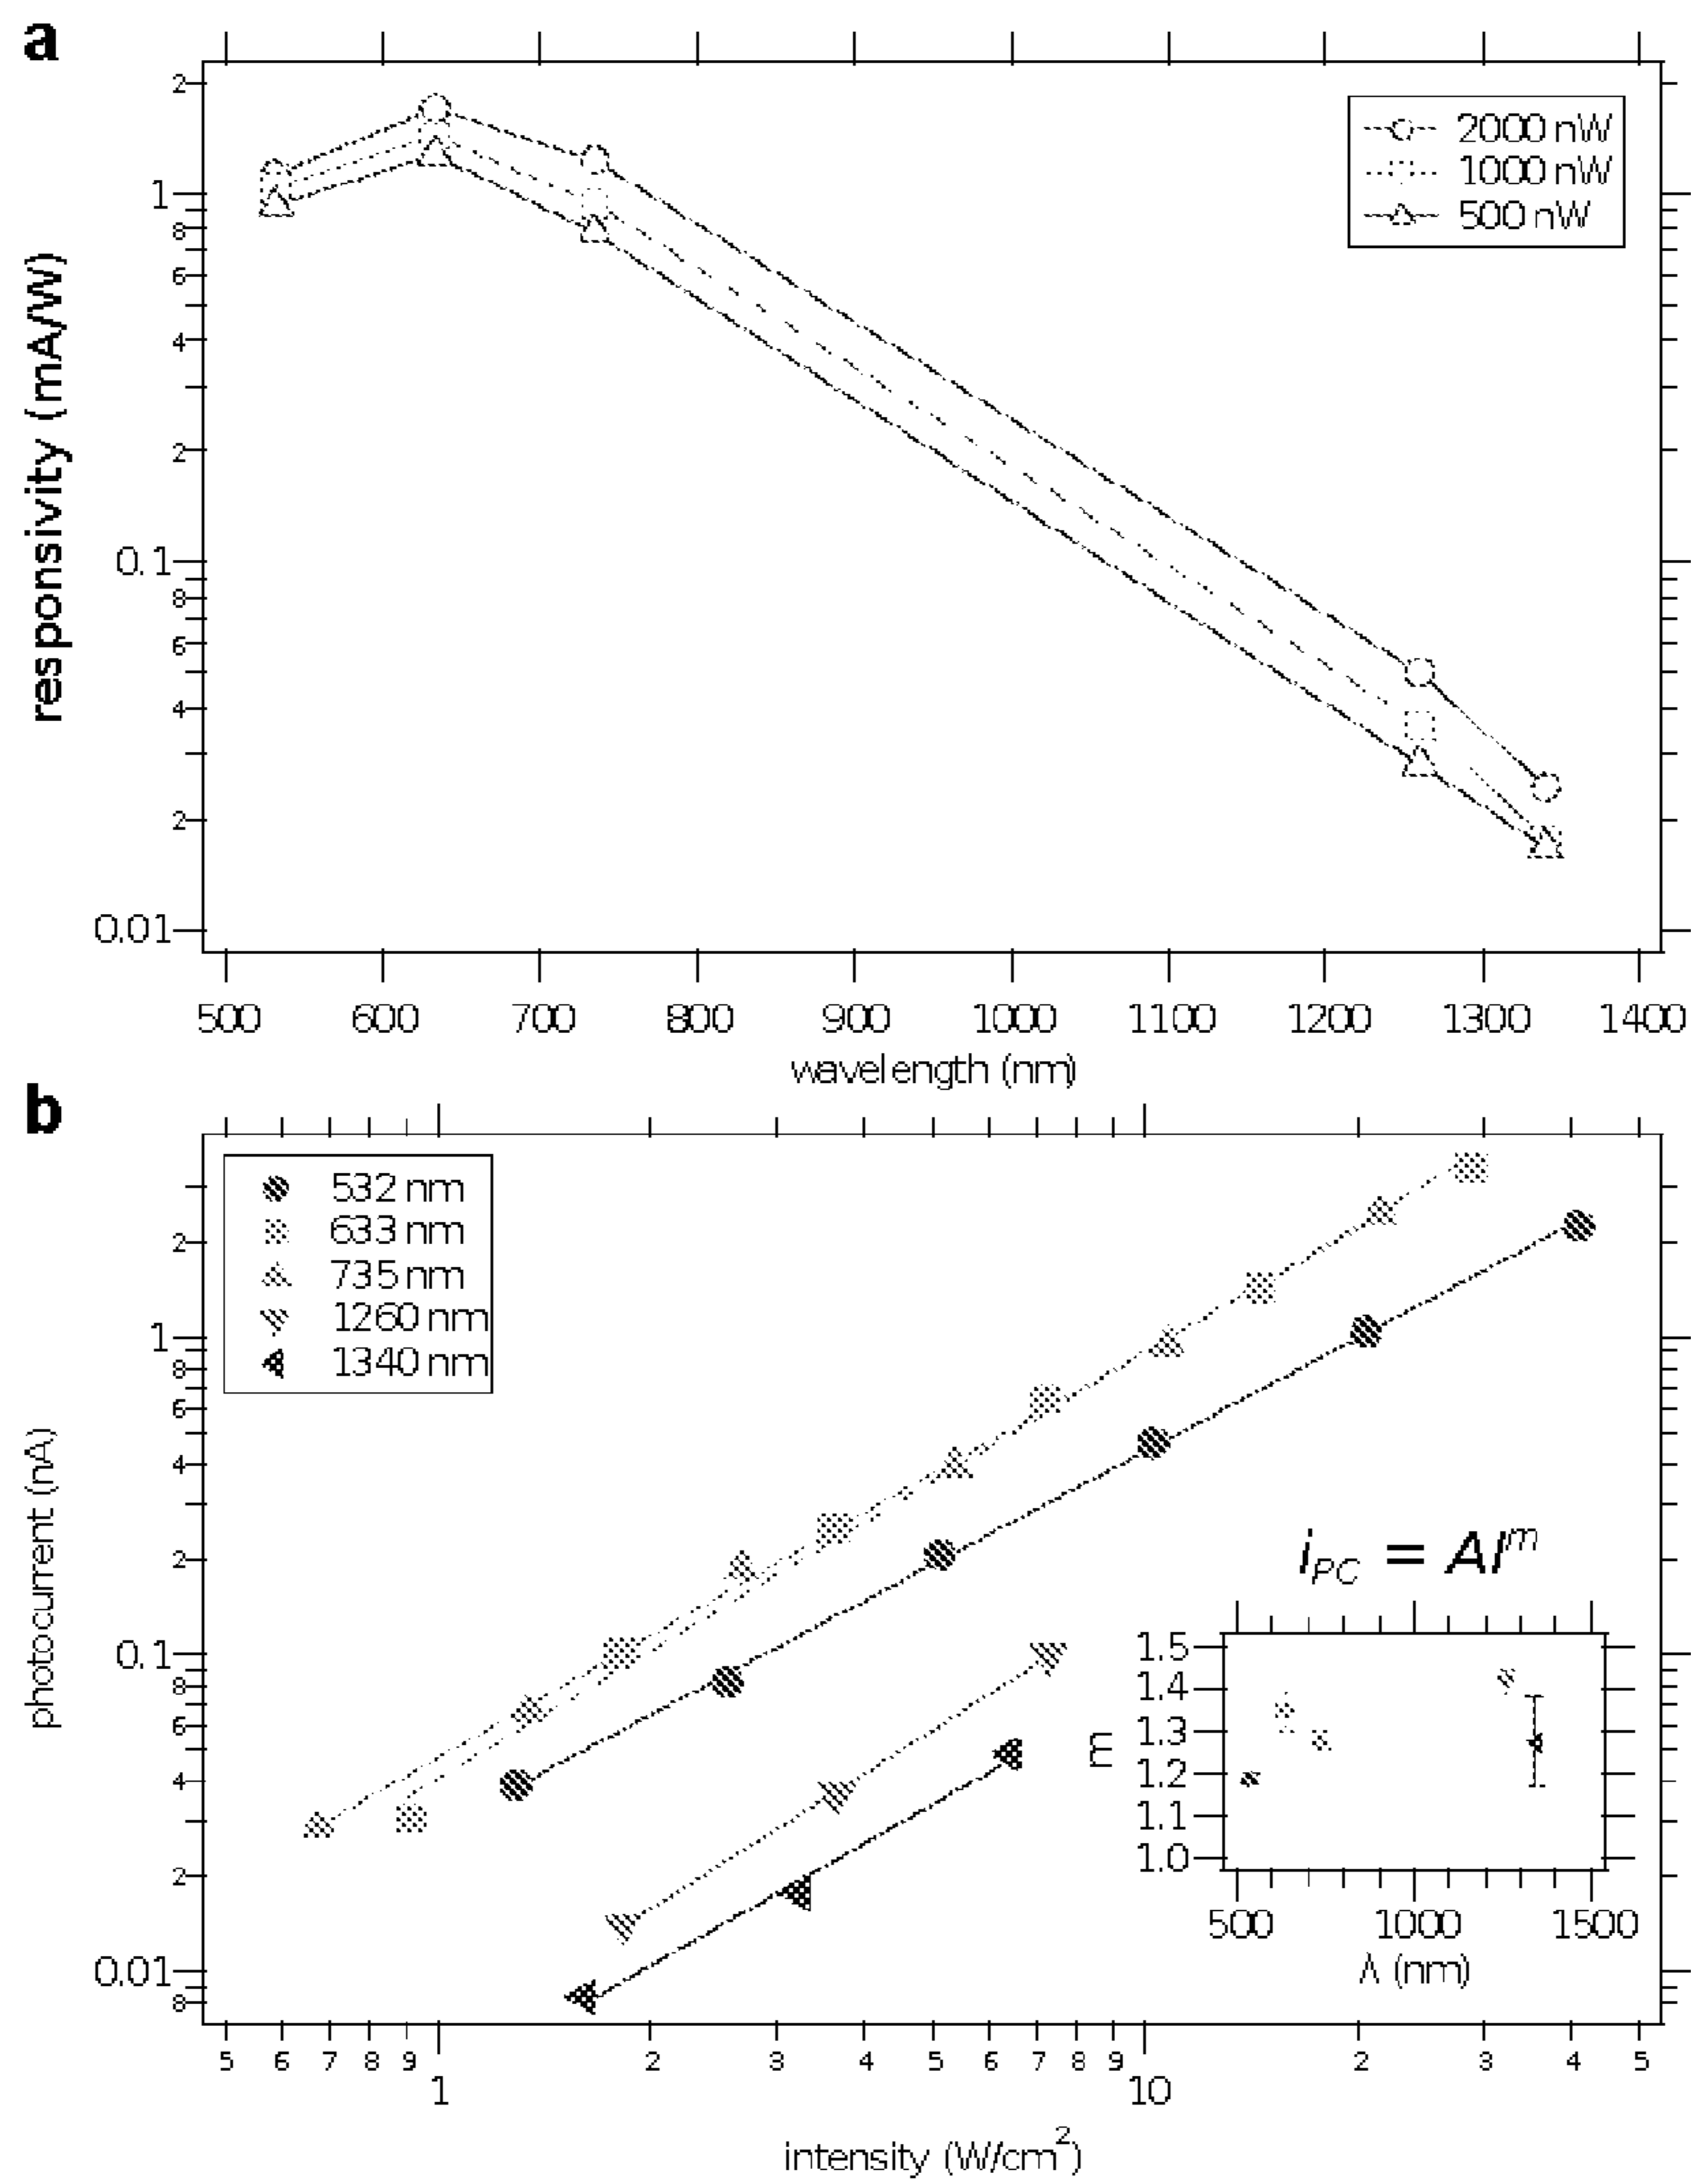 a
2
1
8
6
4
2
0.1
8
6
4
2
0.01
responsivity (mA/W)
2000 nW
1000 nW
500 nW
500 600 700 800 900 1000 1100 1200 1300 1400
wavelength (nm)
b
532 nm
633 nm
735 nm
1260 nm
1340 nm
2
1
8
6
4
2
0.1
8
6
4
2
0.01
8
photocurrent (nA)
i_PC = AI^m
1.5
1.4
1.3
1.2
1.1
1.0
m
500 1000 1500
λ (nm)
5 6 7 8 9 2 3 4 5 6 7 8 9 2 3 4 5
1 10
intensity (W/cm²)